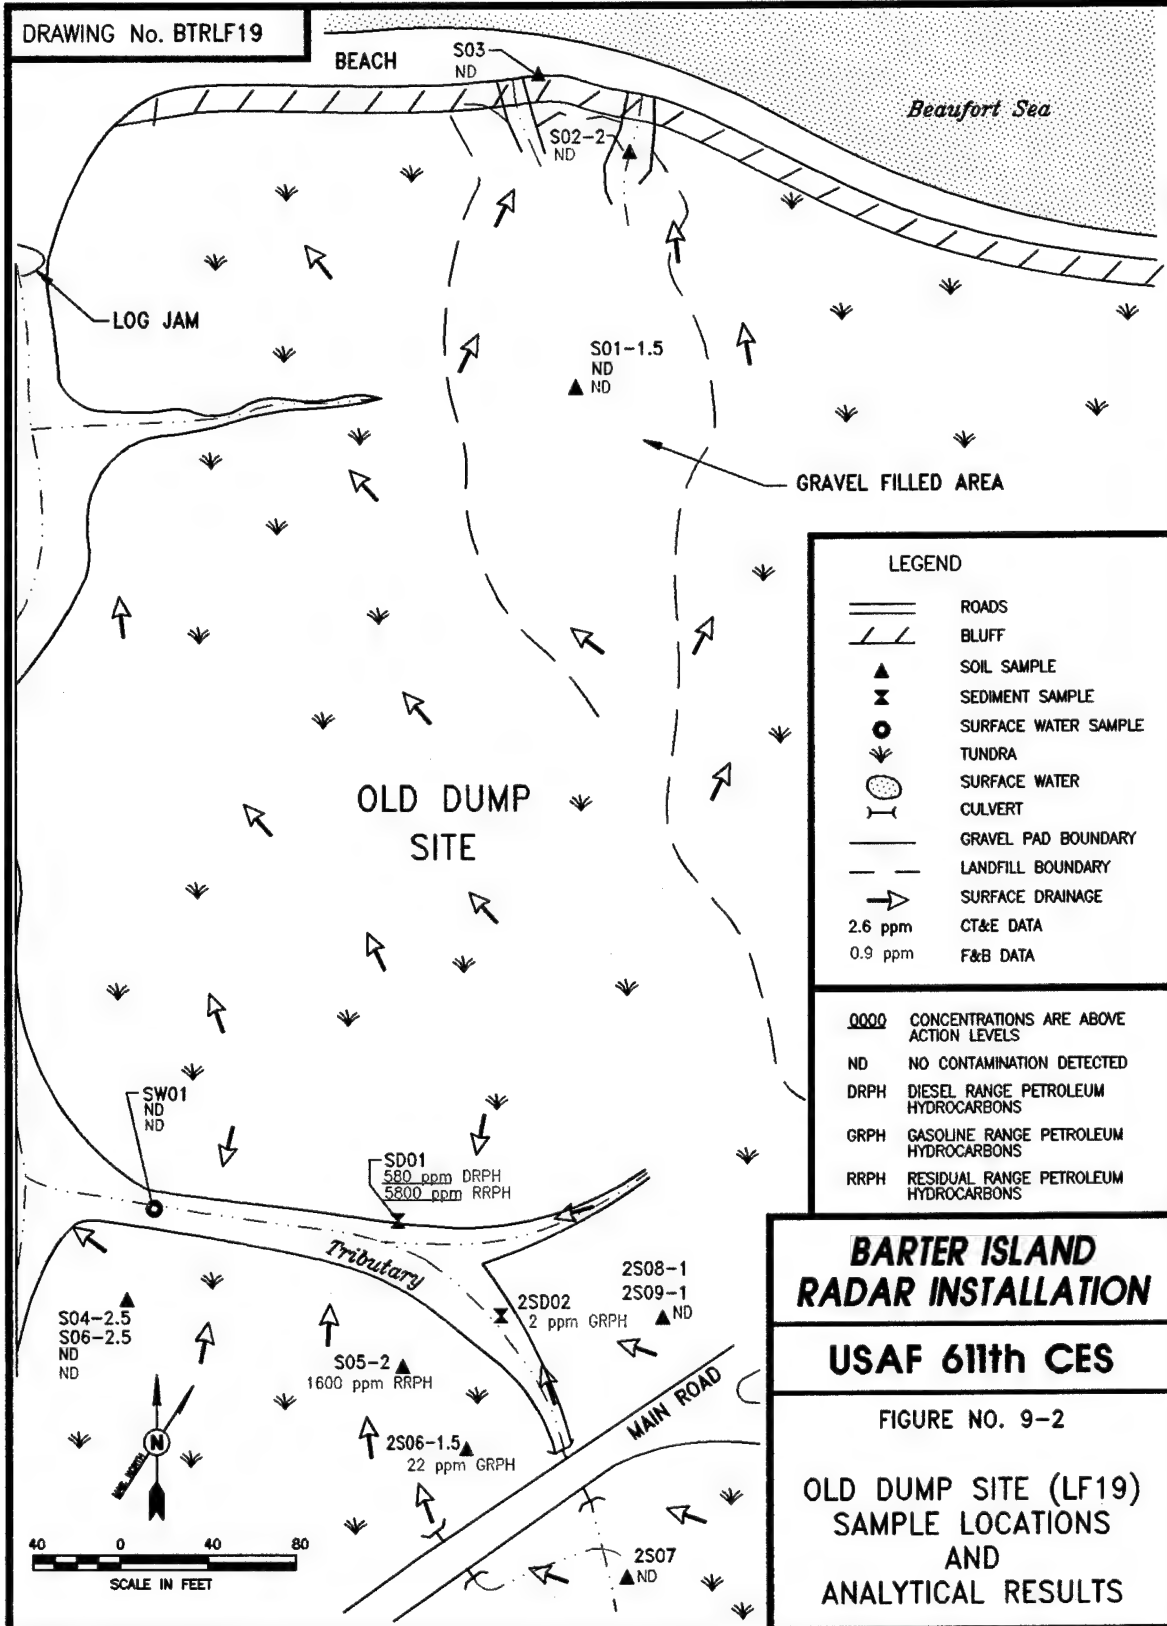 DRAWING No. BTRLF19
BEACH
S03
ND
Beaufort Sea
S02-2
ND
LOG JAM
S01-1.5
ND
ND
GRAVEL FILLED AREA
LEGEND
ROADS
BLUFF
SOIL SAMPLE
SEDIMENT SAMPLE
SURFACE WATER SAMPLE
TUNDRA
SURFACE WATER
CULVERT
GRAVEL PAD BOUNDARY
LANDFILL BOUNDARY
SURFACE DRAINAGE
2.6 ppm CT&E DATA
0.9 ppm F&B DATA
OLD DUMP
SITE
0000 CONCENTRATIONS ARE ABOVE
ACTION LEVELS
ND NO CONTAMINATION DETECTED
DRPH DIESEL RANGE PETROLEUM
HYDROCARBONS
GRPH GASOLINE RANGE PETROLEUM
HYDROCARBONS
RRPH RESIDUAL RANGE PETROLEUM
HYDROCARBONS
SW01
ND
ND
SD01
580 ppm DRPH
5800 ppm RRPH
Tributary
2SD02
2 ppm GRPH
2S08-1
2S09-1
ND
S04-2.5
S06-2.5
ND
ND
S05-2
1600 ppm RRPH
2S06-1.5
22 ppm GRPH
MAIN ROAD
2S07
ND
N
40 0 40 80
SCALE IN FEET
BARTER ISLAND
RADAR INSTALLATION
USAF 611th CES
FIGURE NO. 9-2
OLD DUMP SITE (LF19)
SAMPLE LOCATIONS
AND
ANALYTICAL RESULTS